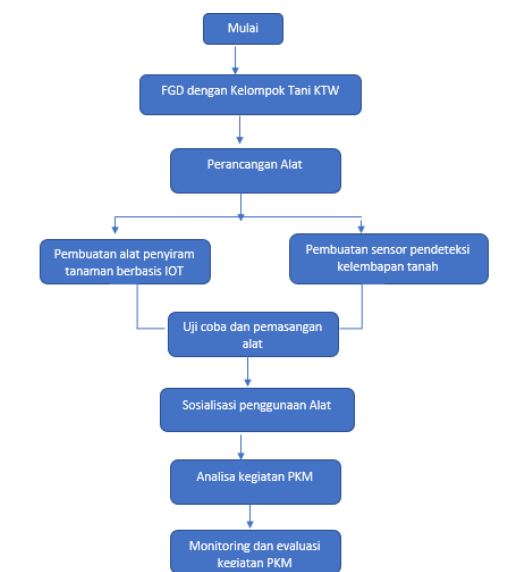 Mulai
FGD dengan Kelompok Tani KTW
Perancangan Alat
Pembuatan alat penyiram
tanaman berbasis IOT
Pembuatan sensor pendeteksi
kelembapan tanah
Uji coba dan pemasangan
alat
Sosialisasi penggunaan Alat
Analisa kegiatan PKM
Monitoring dan evaluasi
kegiatan PKM